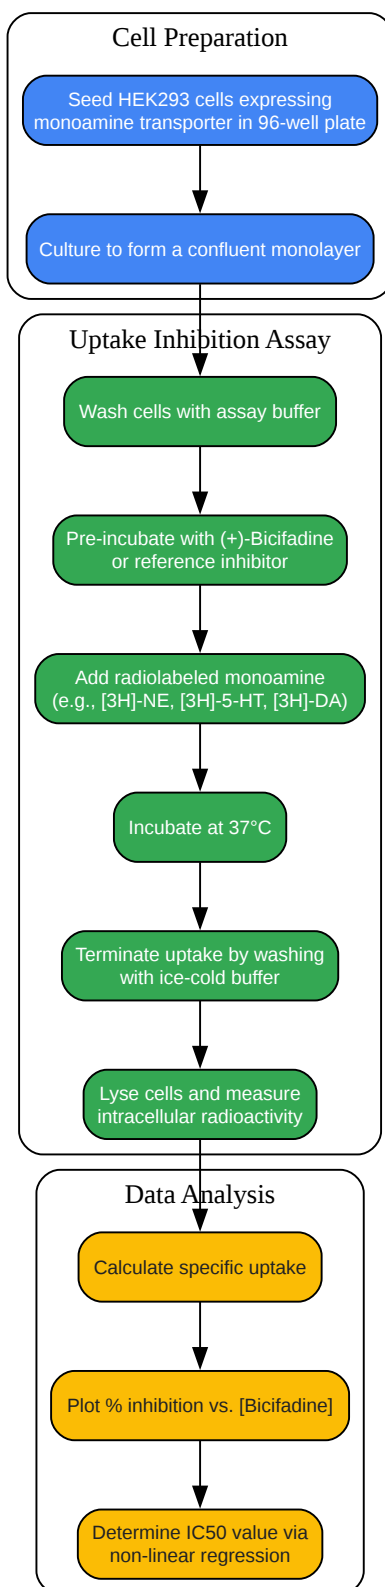 Cell Preparation
Seed HEK293 cells expressing
monoamine transporter in 96-well plate
Culture to form a confluent monolayer
Uptake Inhibition Assay
Wash cells with assay buffer
Pre-incubate with (+)-Bicifadine
or reference inhibitor
Add radiolabeled monoamine
(e.g., [3H]-NE, [3H]-5-HT, [3H]-DA)
Incubate at 37°C
Terminate uptake by washing
with ice-cold buffer
Lyse cells and measure
intracellular radioactivity
Data Analysis
Calculate specific uptake
Plot % inhibition vs. [Bicifadine]
Determine IC50 value via
non-linear regression